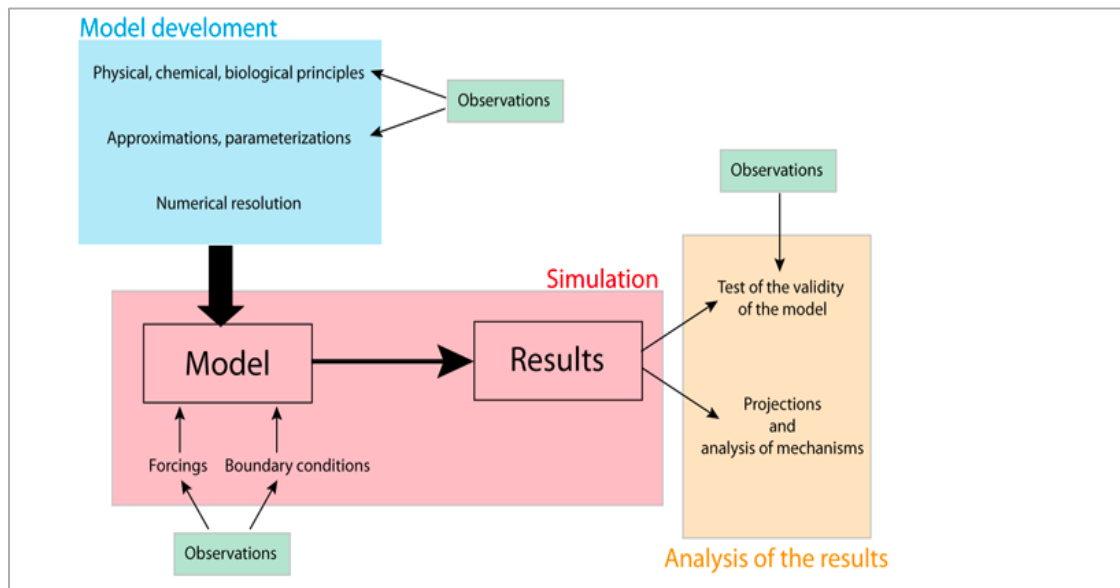 Model develoment
Physical, chemical, biological principles
Observations
Approximations, parameterizations
Numerical resolution
Observations
Simulation
Test of the validity
of the model
Model
Results
Projections
and
analysis of mechanisms
Forcings
Boundary conditions
Observations
Analysis of the results